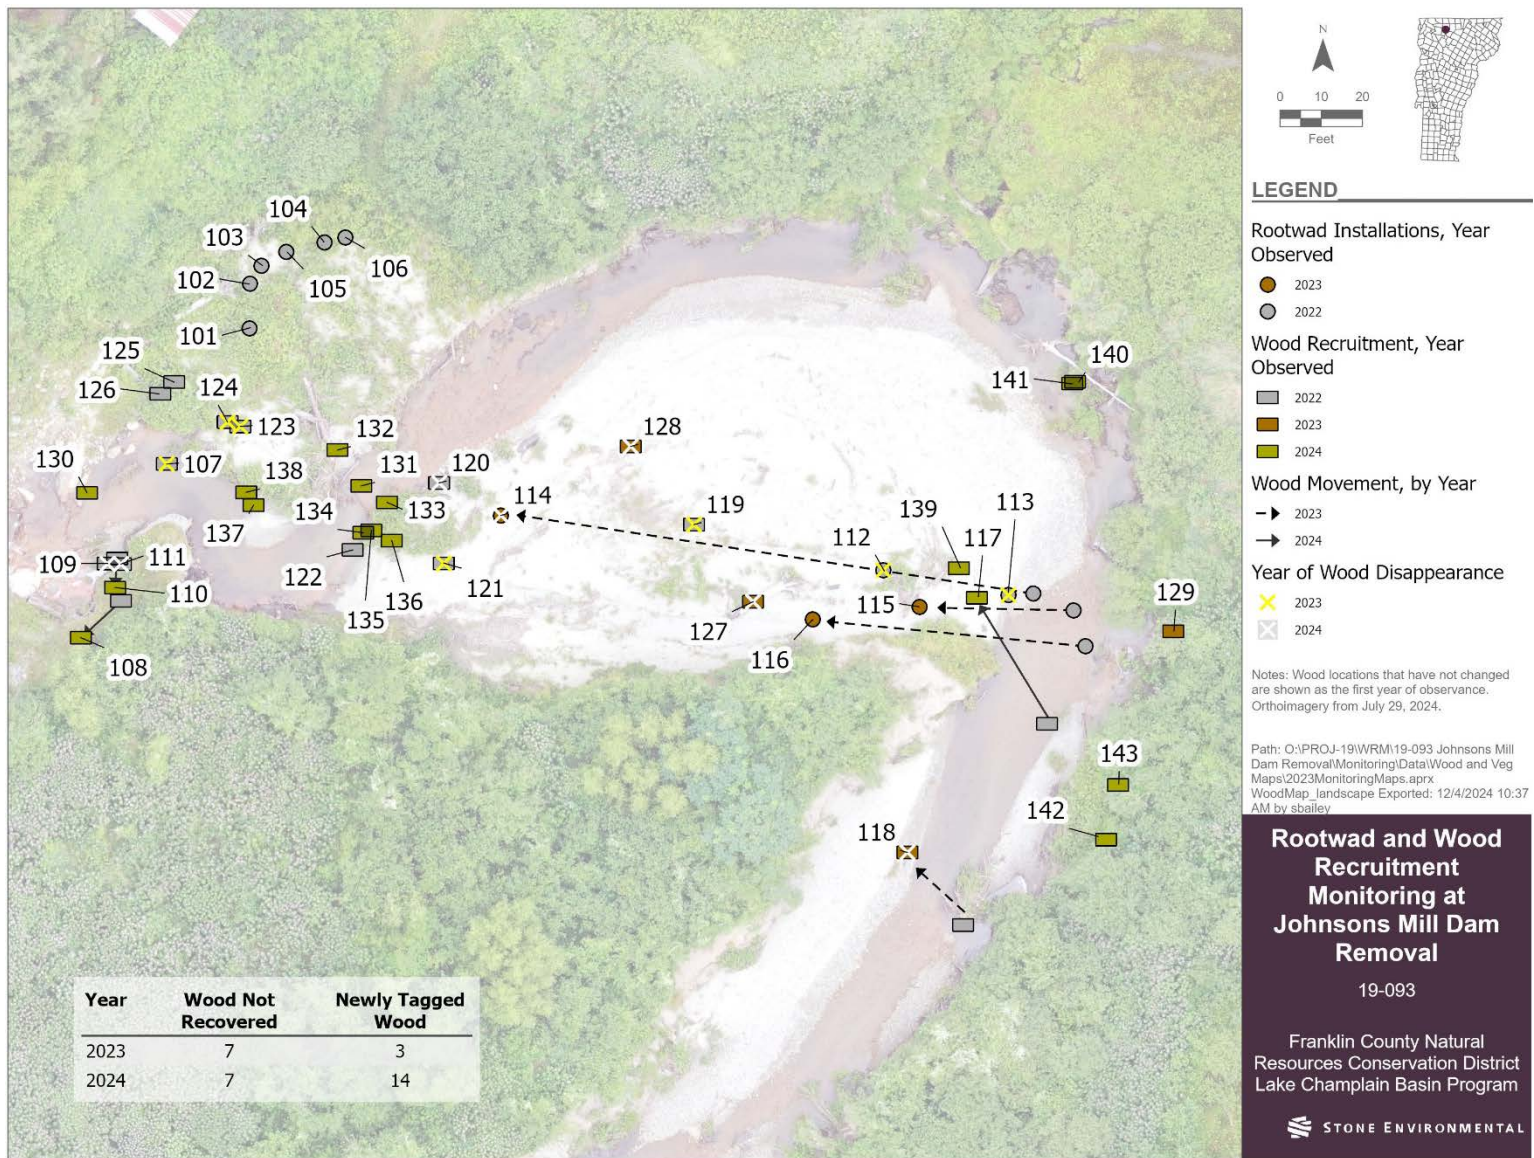 104
103
106
102
105
101
125
126
124
123
107
130
132
138
131
120
128
114
137
134
133
119
112
139
117
113
141
140
109
111
110
122
121
135
136
127
115
116
129
108
118
143
142
Year Wood Not Recovered Newly Tagged Wood
2023 7 3
2024 7 14
N
0 10 20
Feet
LEGEND
Rootwad Installations, Year
Observed
2023
2022
Wood Recruitment, Year
Observed
2022
2023
2024
Wood Movement, by Year
2023
2024
Year of Wood Disappearance
2023
2024
Notes: Wood locations that have not changed
are shown as the first year of observance.
Orthoimagery from July 29, 2024.
Path: O:\PROJ-19\WRM\19-093 Johnsons Mill
Dam Removal\Monitoring\Data\Wood and Veg
Maps\2023MonitoringMaps.aprx
WoodMap_landscape Exported: 12/4/2024 10:37
AM by sbailey
Rootwad and Wood
Recruitment
Monitoring at
Johnsons Mill Dam
Removal
19-093
Franklin County Natural
Resources Conservation District
Lake Champlain Basin Program
STONE ENVIRONMENTAL